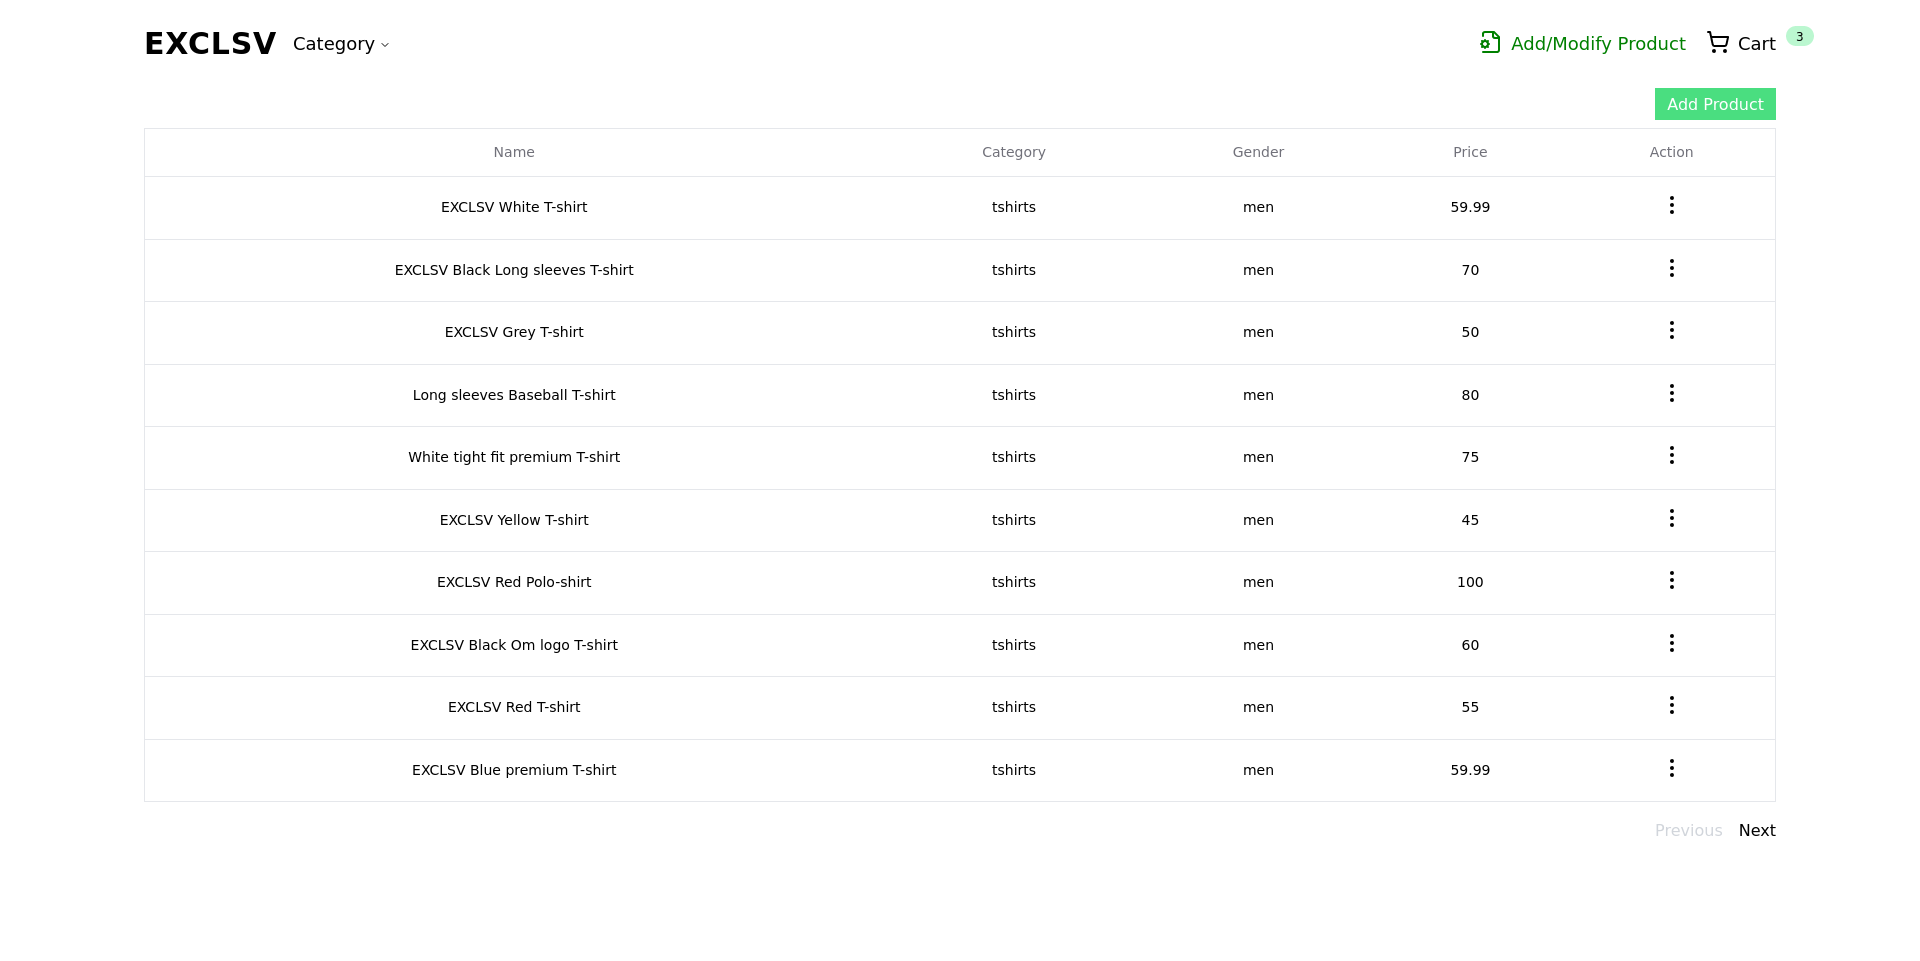 EXCLSV Category Add/Modify Product Cart 3
Add Product
Name Category Gender Price Action
EXCLSV White T-shirt tshirts men 59.99
EXCLSV Black Long sleeves T-shirt tshirts men 70
EXCLSV Grey T-shirt tshirts men 50
Long sleeves Baseball T-shirt tshirts men 80
White tight fit premium T-shirt tshirts men 75
EXCLSV Yellow T-shirt tshirts men 45
EXCLSV Red Polo-shirt tshirts men 100
EXCLSV Black Om logo T-shirt tshirts men 60
EXCLSV Red T-shirt tshirts men 55
EXCLSV Blue premium T-shirt tshirts men 59.99
Previous Next